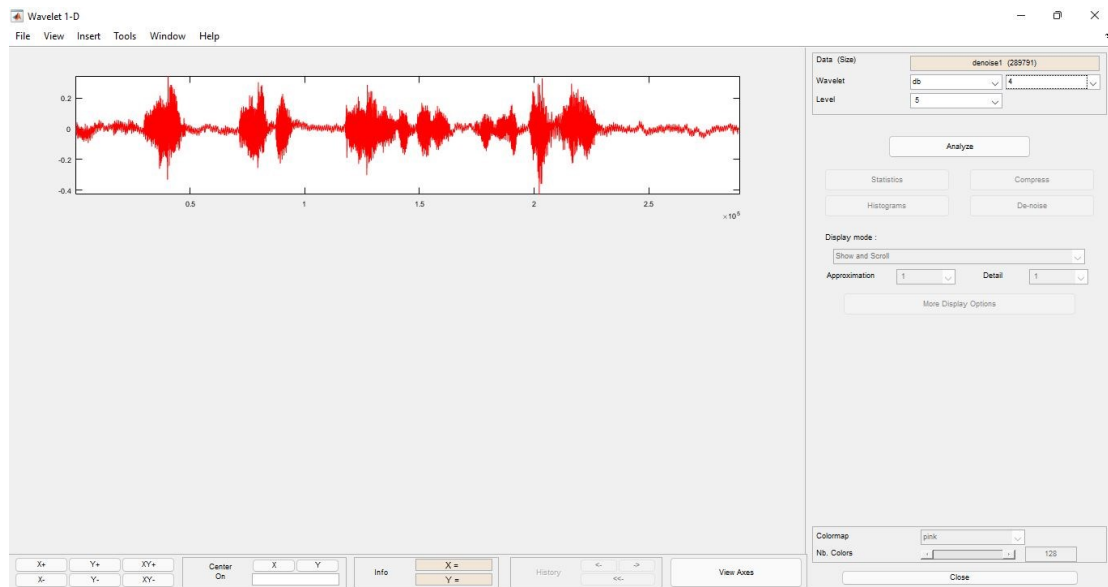 Wavelet 1-D
File View Insert Tools Window Help
Data (Size) denoise1 (289791)
Wavelet db 4
Level 5
Analyze
Statistics Compress
Histograms De-noise
Display mode :
Show and Scroll
Approximation 1 Detail 1
More Display Options
0.2
0
-0.2
-0.4
0.5 1 1.5 2 2.5
×10⁵
Colormap pink
Nb. Colors 128
Close
X+ Y+ XY+
X- Y- XY-
Center On X Y
Info X =
Y =
History <- ->
<<-
View Axes